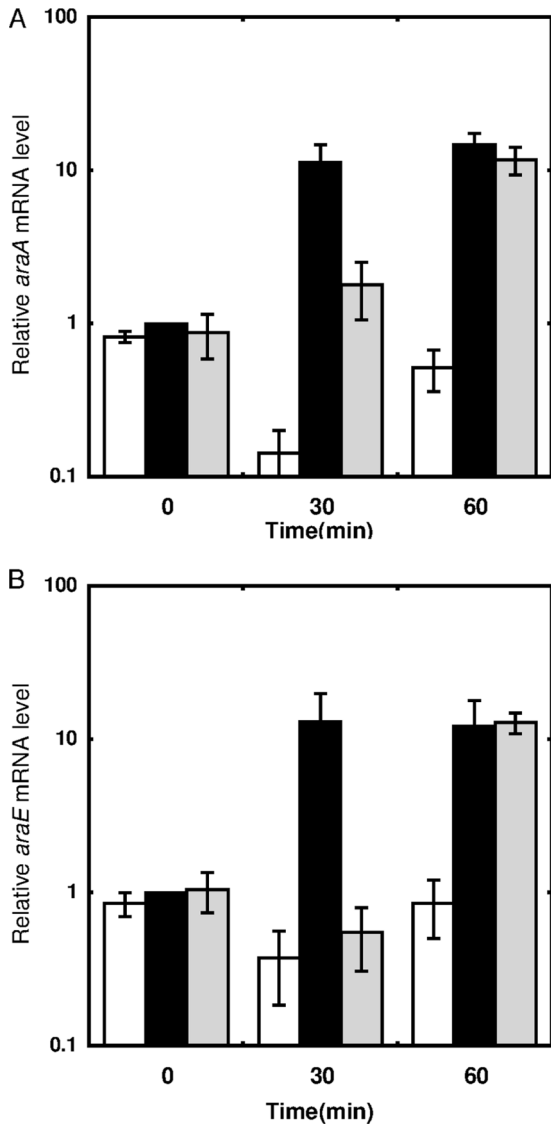 A
100
10
1
0.1
Relative araA mRNA level
0 30 60
Time(min)
B
100
10
1
0.1
Relative araE mRNA level
0 30 60
Time(min)